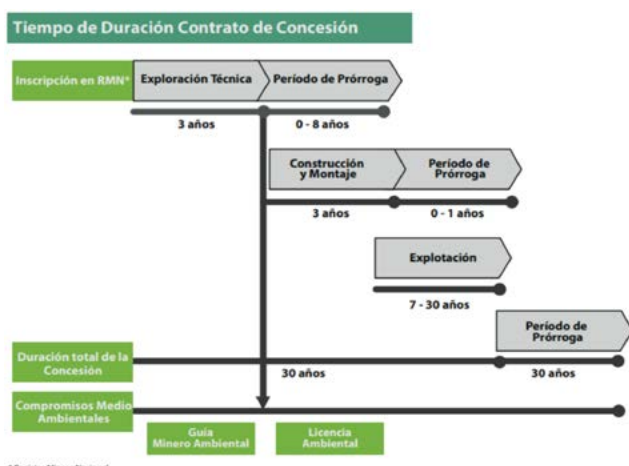 Tiempo de Duración Contrato de Concesión
Inscripción en RMN*
Exploración Técnica
Período de Prórroga
3 años
0 - 8 años
Construcción
y Montaje
Período de
Prórroga
3 años
0 - 1 años
Explotación
7 - 30 años
Período de
Prórroga
Duración total de la
Concesión
30 años
30 años
Compromisos Medio
Ambientales
Guía
Minero Ambiental
Licencia
Ambiental